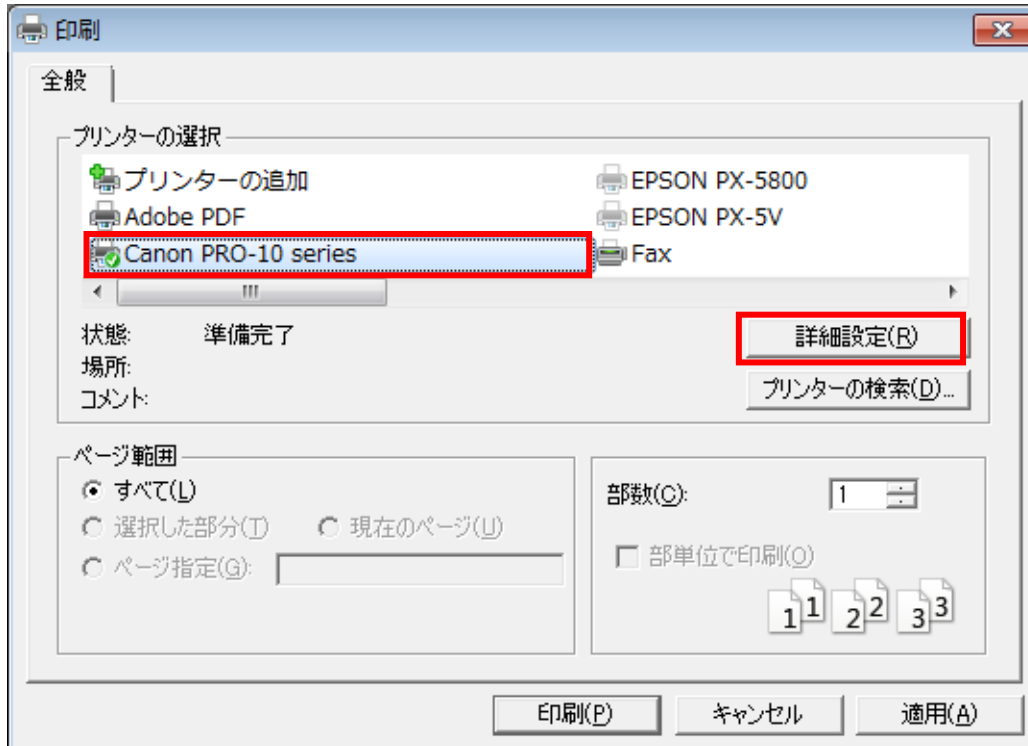 印刷
全般
プリンターの選択
プリンターの追加
EPSON PX-5800
Adobe PDF
EPSON PX-5V
Canon PRO-10 series
Fax
状態: 準備完了
詳細設定(R)
場所:
コメント:
プリンターの検索(D)...
ページ範囲
すべて(L)
選択した部分(T) 現在のページ(U)
ページ指定(G):
部数(C): 1
部単位で印刷(O)
1 1 2 2 3 3
印刷(P) キャンセル 適用(A)